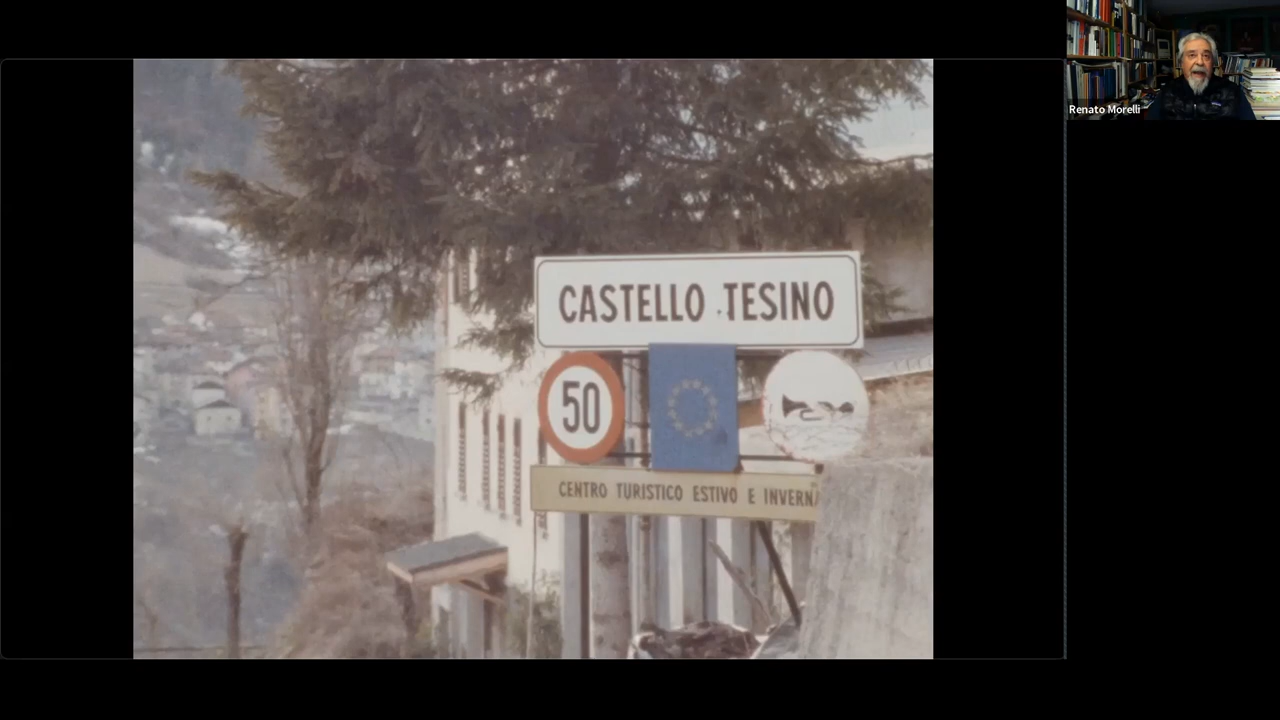 CASTELLO TESINO
50
CENTRO TURISTICO ESTIVO E INVERN
Renato Morelli